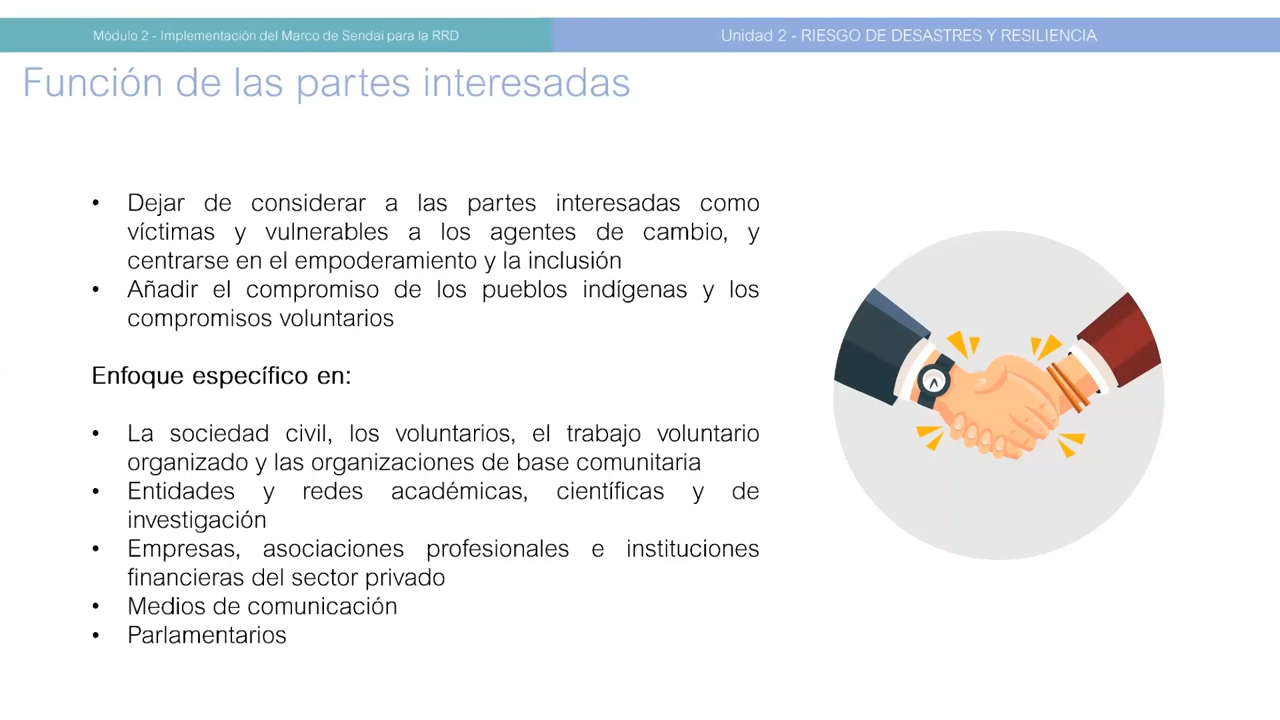 Módulo 2 - Implementación del Marco de Sendai para la RRD
Unidad 2 - RIESGO DE DESASTRES Y RESILIENCIA
Función de las partes interesadas
• Dejar de considerar a las partes interesadas como
víctimas y vulnerables a los agentes de cambio, y
centrarse en el empoderamiento y la inclusión
• Añadir el compromiso de los pueblos indígenas y los
compromisos voluntarios
Enfoque específico en:
• La sociedad civil, los voluntarios, el trabajo voluntario
organizado y las organizaciones de base comunitaria
• Entidades y redes académicas, científicas y de
investigación
• Empresas, asociaciones profesionales e instituciones
financieras del sector privado
• Medios de comunicación
• Parlamentarios